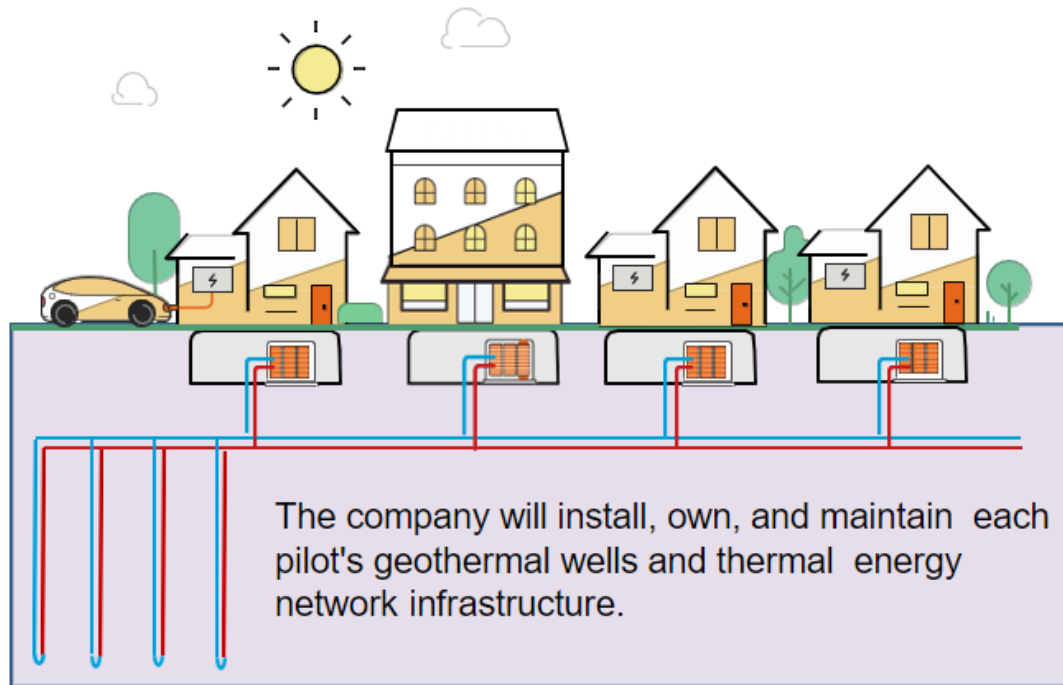 The company will install, own, and maintain each
pilot's geothermal wells and thermal energy
network infrastructure.